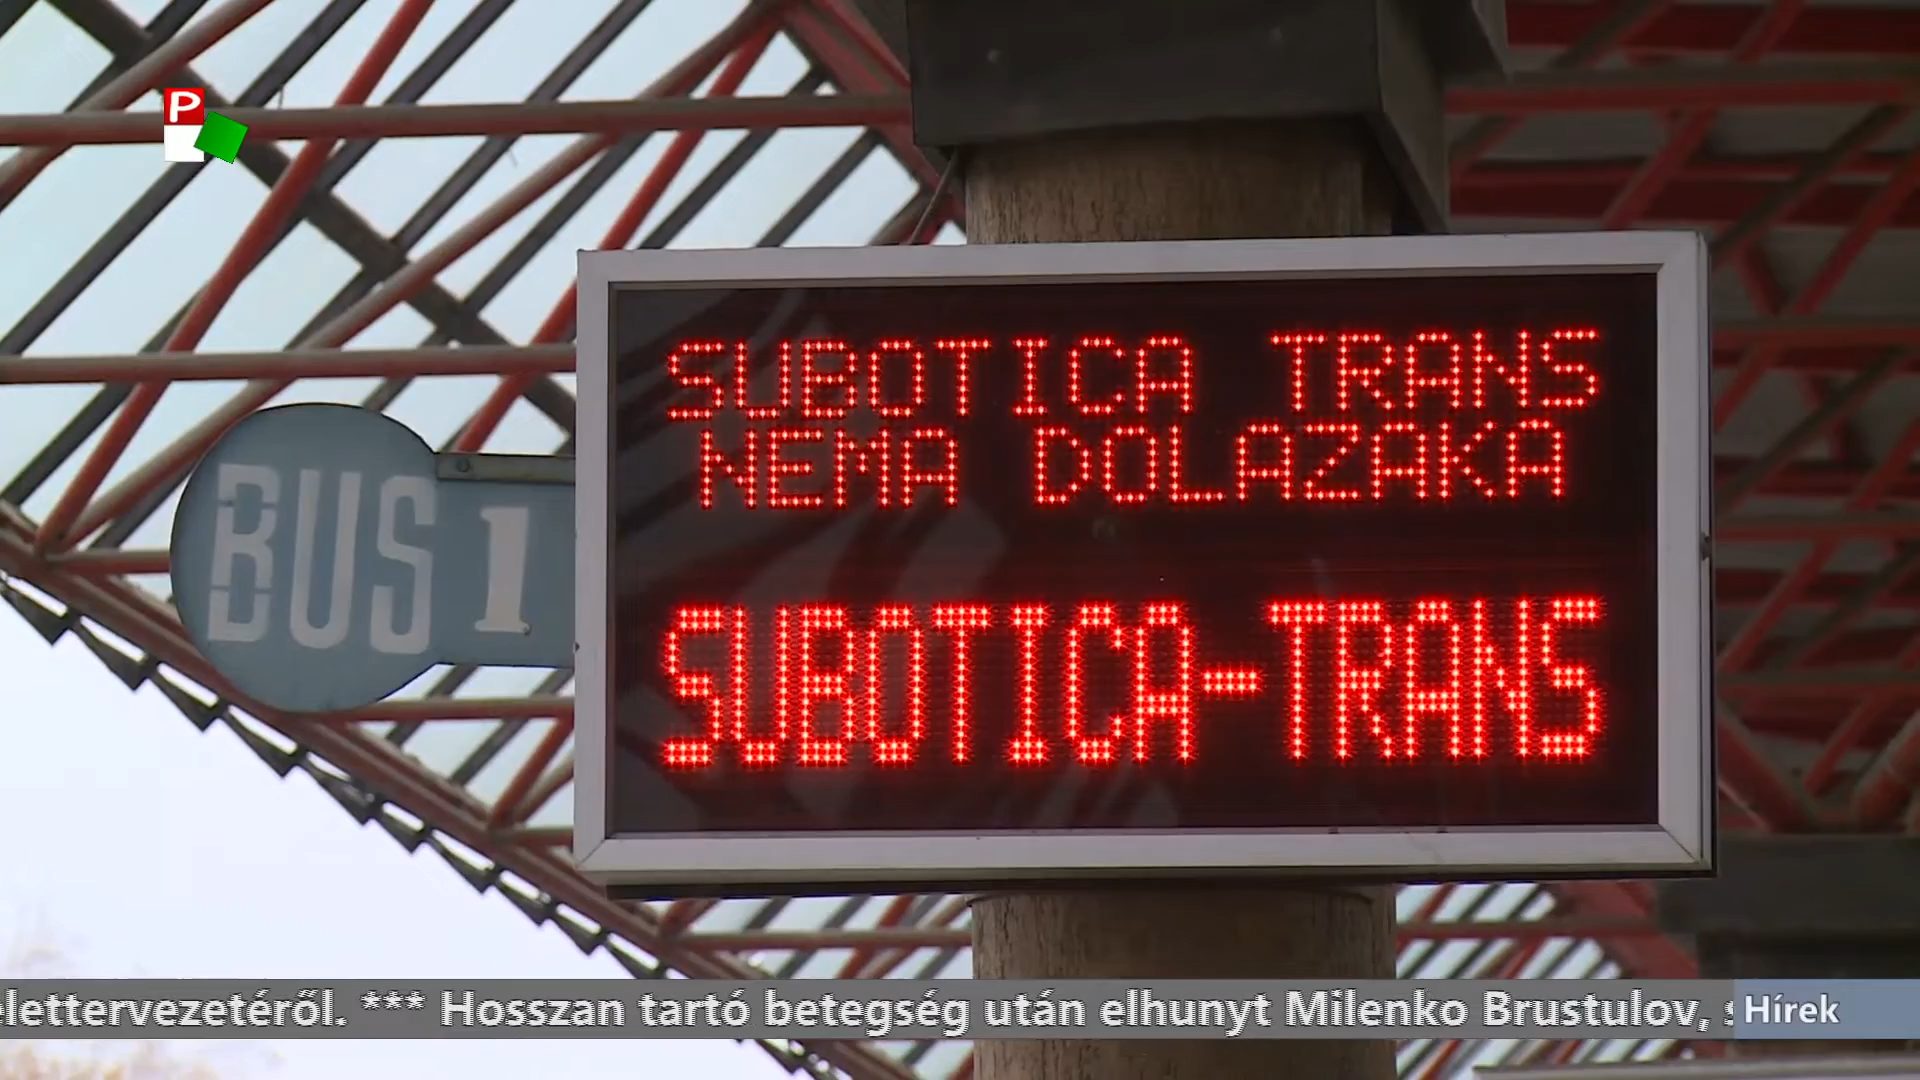 P
SUBOTICA TRANS
NEMA DOLAZAKA
BUS 1
SUBOTICA-TRANS
elettervezetéről. *** Hosszan tartó betegség után elhunyt Milenko Brustulov,
Hírek